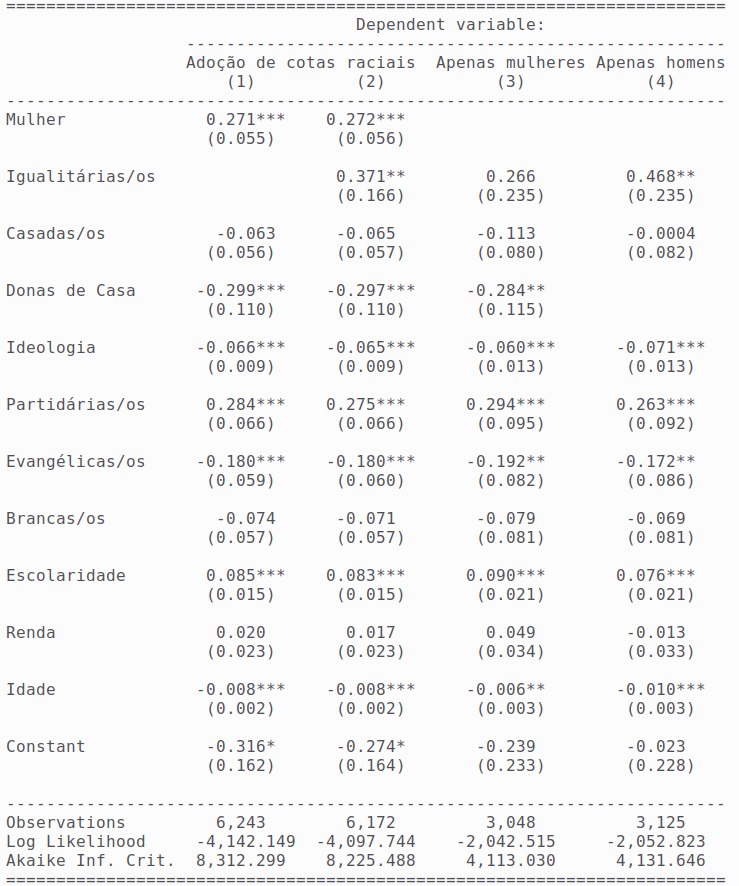 =========================================================================
Dependent variable:
------------------------------------------------------
Adoção de cotas raciais Apenas mulheres Apenas homens
(1) (2) (3) (4)
-------------------------------------------------------------------------
Mulher 0.271*** 0.272***
(0.055) (0.056)
Igualitárias/os 0.371** 0.266 0.468**
(0.166) (0.235) (0.235)
Casadas/os -0.063 -0.065 -0.113 -0.0004
(0.056) (0.057) (0.080) (0.082)
Donas de Casa -0.299*** -0.297*** -0.284**
(0.110) (0.110) (0.115)
Ideologia -0.066*** -0.065*** -0.060*** -0.071***
(0.009) (0.009) (0.013) (0.013)
Partidárias/os 0.284*** 0.275*** 0.294*** 0.263***
(0.066) (0.066) (0.095) (0.092)
Evangélicas/os -0.180*** -0.180*** -0.192** -0.172**
(0.059) (0.060) (0.082) (0.086)
Brancas/os -0.074 -0.071 -0.079 -0.069
(0.057) (0.057) (0.081) (0.081)
Escolaridade 0.085*** 0.083*** 0.090*** 0.076***
(0.015) (0.015) (0.021) (0.021)
Renda 0.020 0.017 0.049 -0.013
(0.023) (0.023) (0.034) (0.033)
Idade -0.008*** -0.008*** -0.006** -0.010***
(0.002) (0.002) (0.003) (0.003)
Constant -0.316* -0.274* -0.239 -0.023
(0.162) (0.164) (0.233) (0.228)
-------------------------------------------------------------------------
Observations 6,243 6,172 3,048 3,125
Log Likelihood -4,142.149 -4,097.744 -2,042.515 -2,052.823
Akaike Inf. Crit. 8,312.299 8,225.488 4,113.030 4,131.646
=========================================================================